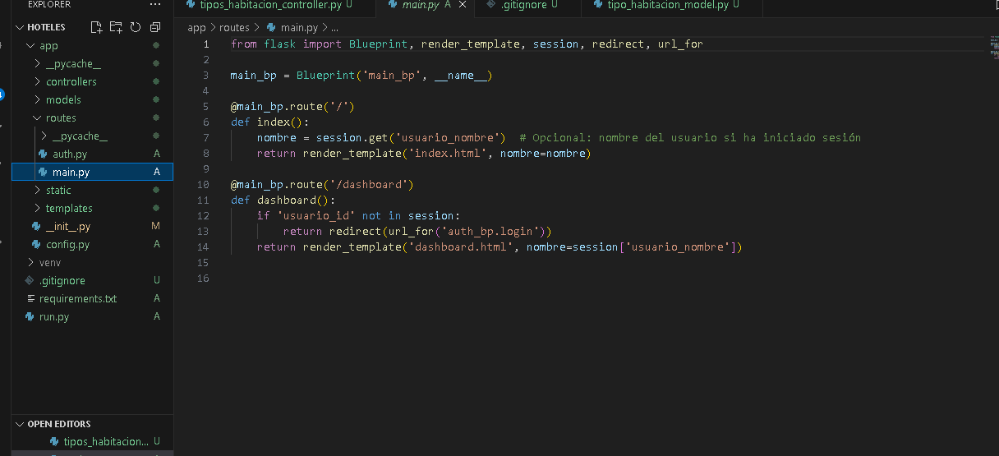 EXPLORER ...
tipos_habitacion_controller.py U
main.py A
.gitignore U
tipo_habitacion_model.py U
HOTELES
app
__pycache__
controllers
models
routes
__pycache__
auth.py A
main.py A
static
templates
__init__.py M
config.py A
venv
.gitignore U
requirements.txt A
run.py A
OPEN EDITORS
tipos_habitacion... U
app > routes > main.py > ...
1 from flask import Blueprint, render_template, session, redirect, url_for
2
3 main_bp = Blueprint('main_bp', __name__)
4
5 @main_bp.route('/')
6 def index():
7 nombre = session.get('usuario_nombre')  # Opcional: nombre del usuario si ha iniciado sesión
8 return render_template('index.html', nombre=nombre)
9
10 @main_bp.route('/dashboard')
11 def dashboard():
12 if 'usuario_id' not in session:
13 return redirect(url_for('auth_bp.login'))
14 return render_template('dashboard.html', nombre=session['usuario_nombre'])
15
16